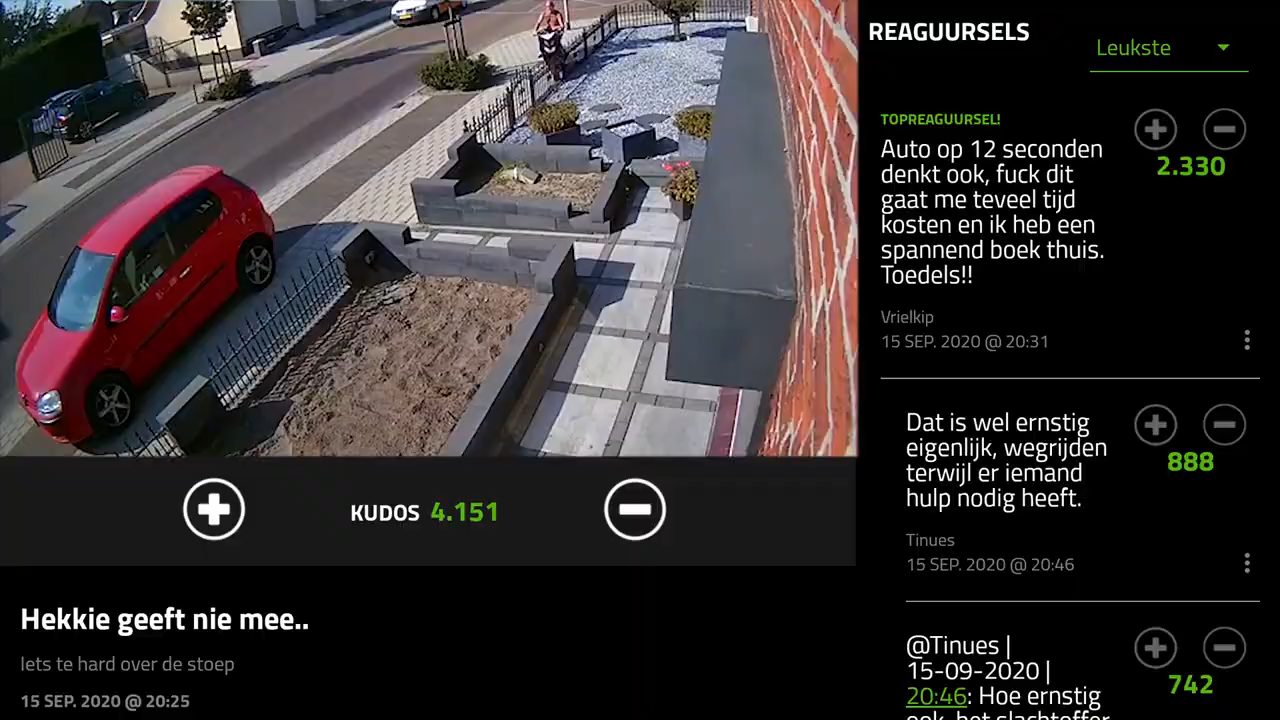 REAGUURSELS
Leukste
TOPREAGUURSEL!
Auto op 12 seconden
denkt ook, fuck dit
gaat me teveel tijd
kosten en ik heb een
spannend boek thuis.
Toedels!!
2.330
Vrielkip
15 SEP. 2020 @ 20:31
Dat is wel ernstig
eigenlijk, wegrijden
terwijl er iemand
hulp nodig heeft.
888
Tinues
15 SEP. 2020 @ 20:46
@Tinues |
15-09-2020 |
20:46: Hoe ernstig
ook, het slachtoffer
742
KUDOS 4.151
Hekkie geeft nie mee..
Iets te hard over de stoep
15 SEP. 2020 @ 20:25